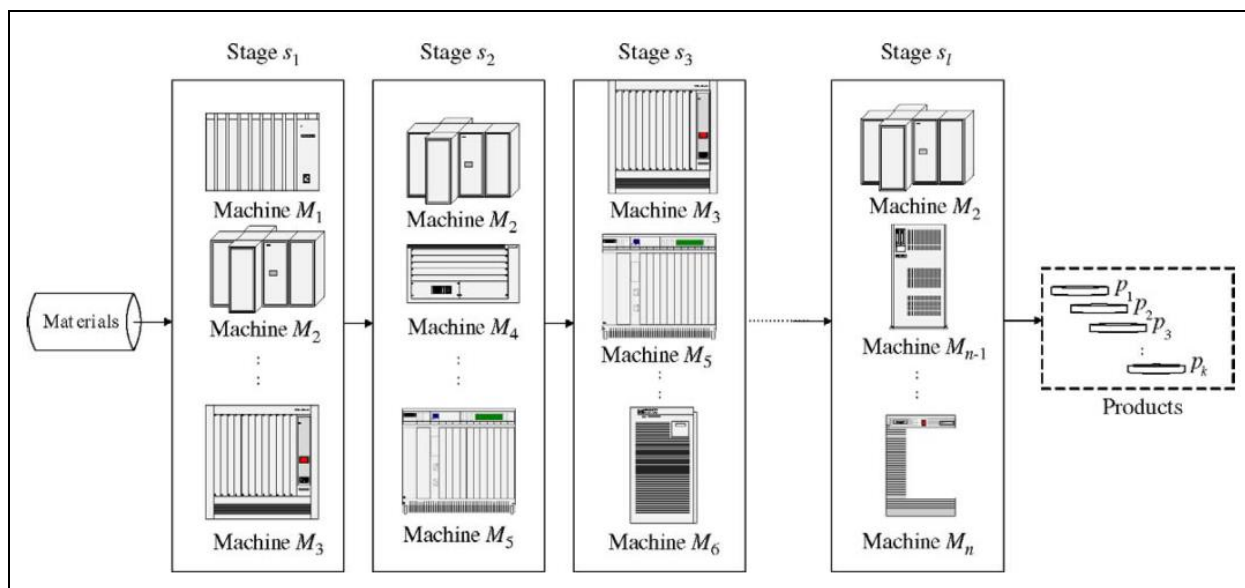 Stage s1
Stage s2
Stage s3
Stage sl
Machine M1
Machine M2
Machine M3
Machine M2
Machine M4
Machine M5
Machine M3
Machine M5
Machine M6
Machine M2
Machine Mn-1
Machine Mn
Materials
p1
p2
p3
pk
Products